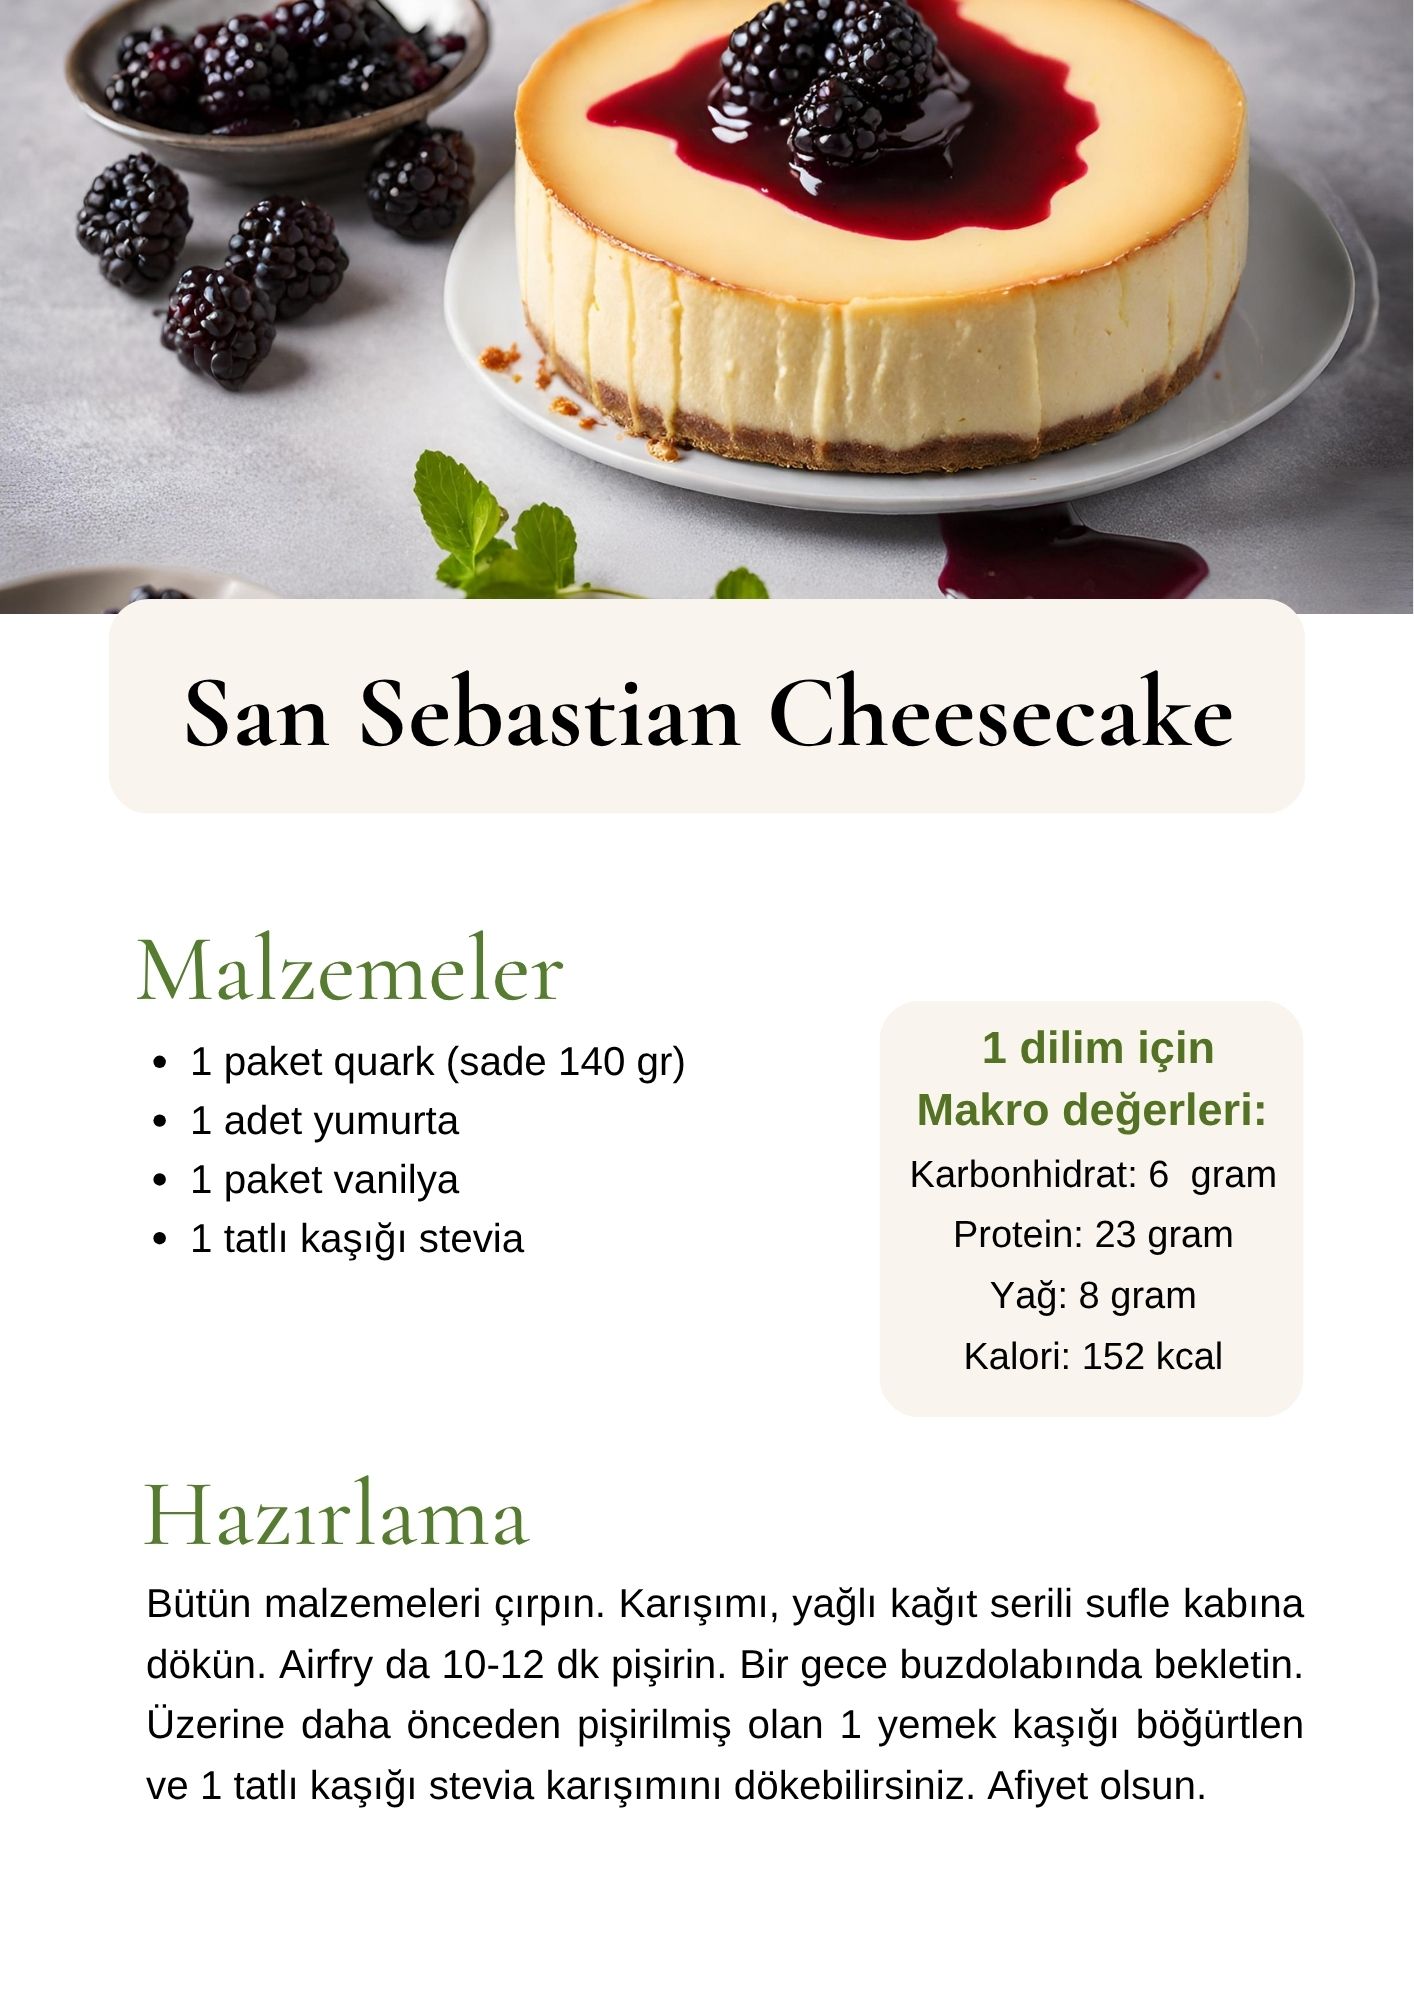 San Sebastian Cheesecake
Malzemeler
• 1 paket quark (sade 140 gr)
• 1 adet yumurta
• 1 paket vanilya
• 1 tatlı kaşığı stevia
1 dilim için
Makro değerleri:
Karbonhidrat: 6  gram
Protein: 23 gram
Yağ: 8 gram
Kalori: 152 kcal
Hazırlama
Bütün malzemeleri çırpın. Karışımı, yağlı kağıt serili sufle kabına
dökün. Airfry da 10-12 dk pişirin. Bir gece buzdolabında bekletin.
Üzerine daha önceden pişirilmiş olan 1 yemek kaşığı böğürtlen
ve 1 tatlı kaşığı stevia karışımını dökebilirsiniz. Afiyet olsun.